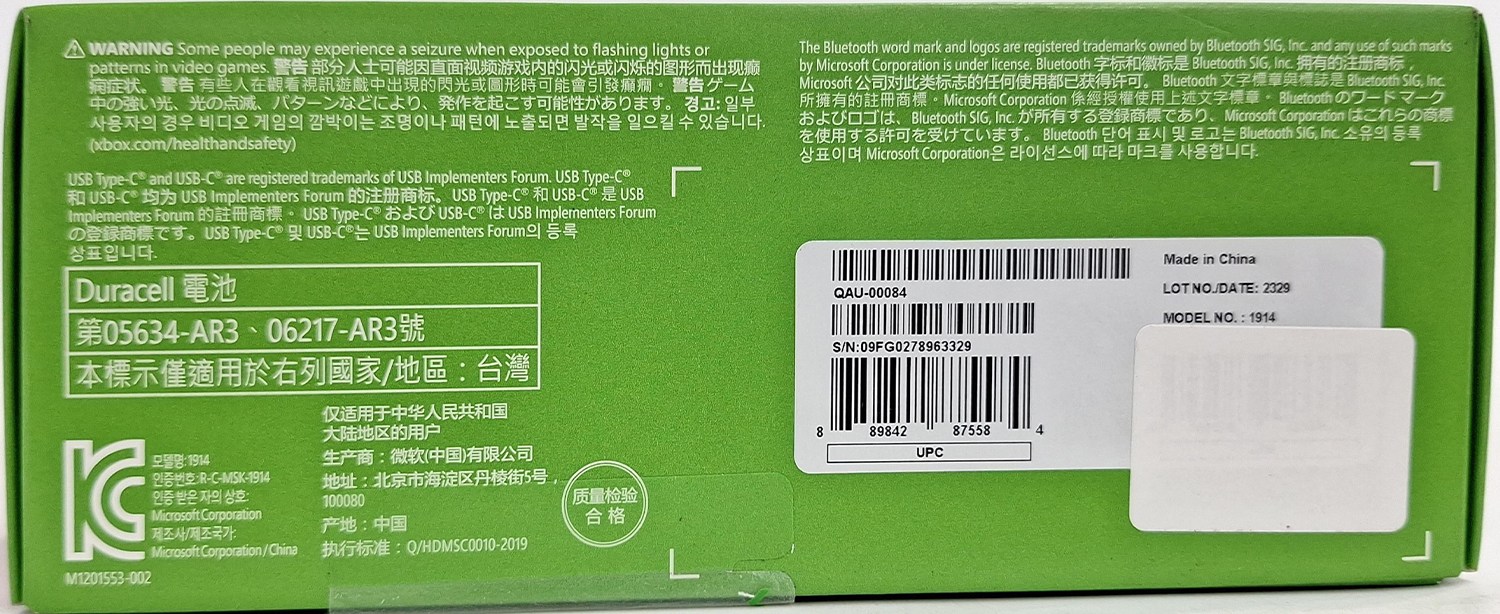 ⚠ WARNING Some people may experience a seizure when exposed to flashing lights or
patterns in video games. 警告 部分人士可能因直面视频游戏内的闪光或闪烁的图形而出现癫
痫症状。 警告 有些人在觀看視訊遊戲中出現的閃光或圖形時可能會引發癲癇。 警告 ゲーム
中の強い光、光の点滅、パターンなどにより、発作を起こす可能性があります。 경고: 일부
사용자의 경우 비디오 게임의 깜박이는 조명이나 패턴에 노출되면 발작을 일으킬 수 있습니다.
(xbox.com/healthandsafety)
USB Type-C® and USB-C® are registered trademarks of USB Implementers Forum. USB Type-C®
和 USB-C® 均为 USB Implementers Forum 的注册商标。USB Type-C® 和 USB-C® 是 USB
Implementers Forum 的註冊商標。 USB Type-C® および USB-C® は USB Implementers Forum
の登録商標です。USB Type-C® 및 USB-C®는 USB Implementers Forum의 등록
상표입니다.
Duracell 電池
第05634-AR3、06217-AR3號
本標示僅適用於右列國家/地區：台灣
모델명: 1914
인증번호: R-C-MSK-1914
인증 받은 자의 상호:
Microsoft Corporation
제조사/제조국가:
Microsoft Corporation / China
M1201553-002
仅适用于中华人民共和国
大陆地区的用户
生产商：微软(中国)有限公司
地址：北京市海淀区丹棱街5号，
100080
产地：中国
执行标准：Q/HDMSC0010-2019
质量检验
合格
The Bluetooth word mark and logos are registered trademarks owned by Bluetooth SIG, Inc. and any use of such marks
by Microsoft Corporation is under license. Bluetooth 字标和徽标是 Bluetooth SIG, Inc. 拥有的注册商标，
Microsoft 公司对此类标志的任何使用都已获得许可。 Bluetooth 文字標章與標誌是 Bluetooth SIG, Inc.
所擁有的註冊商標。Microsoft Corporation 係經授權使用上述文字標章。 Bluetooth のワード マーク
およびロゴは、Bluetooth SIG, Inc. が所有する登録商標であり、Microsoft Corporation はこれらの商標
を使用する許可を受けています。 Bluetooth 단어 표시 및 로고는 Bluetooth SIG, Inc. 소유의 등록
상표이며 Microsoft Corporation은 라이선스에 따라 마크를 사용합니다.
QAU-00084
S/N:09FG0278963329
8 89842 87558 4
UPC
Made in China
LOT NO./DATE: 2329
MODEL NO. : 1914